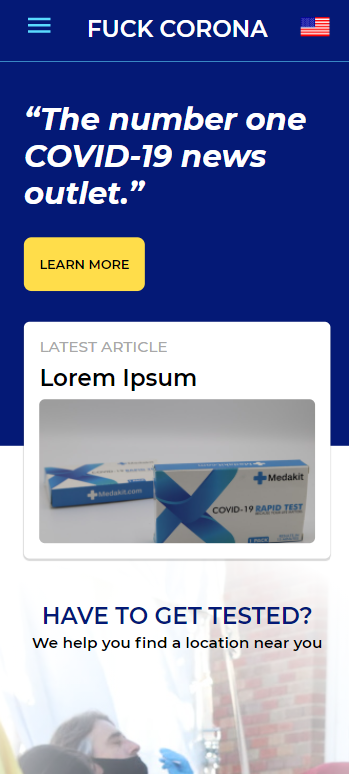 FUCK CORONA
“The number one
COVID-19 news
outlet.”
LEARN MORE
LATEST ARTICLE
Lorem Ipsum
Medakit
Medakit.com
COVID-19 RAPID TEST
HAVE TO GET TESTED?
We help you find a location near you